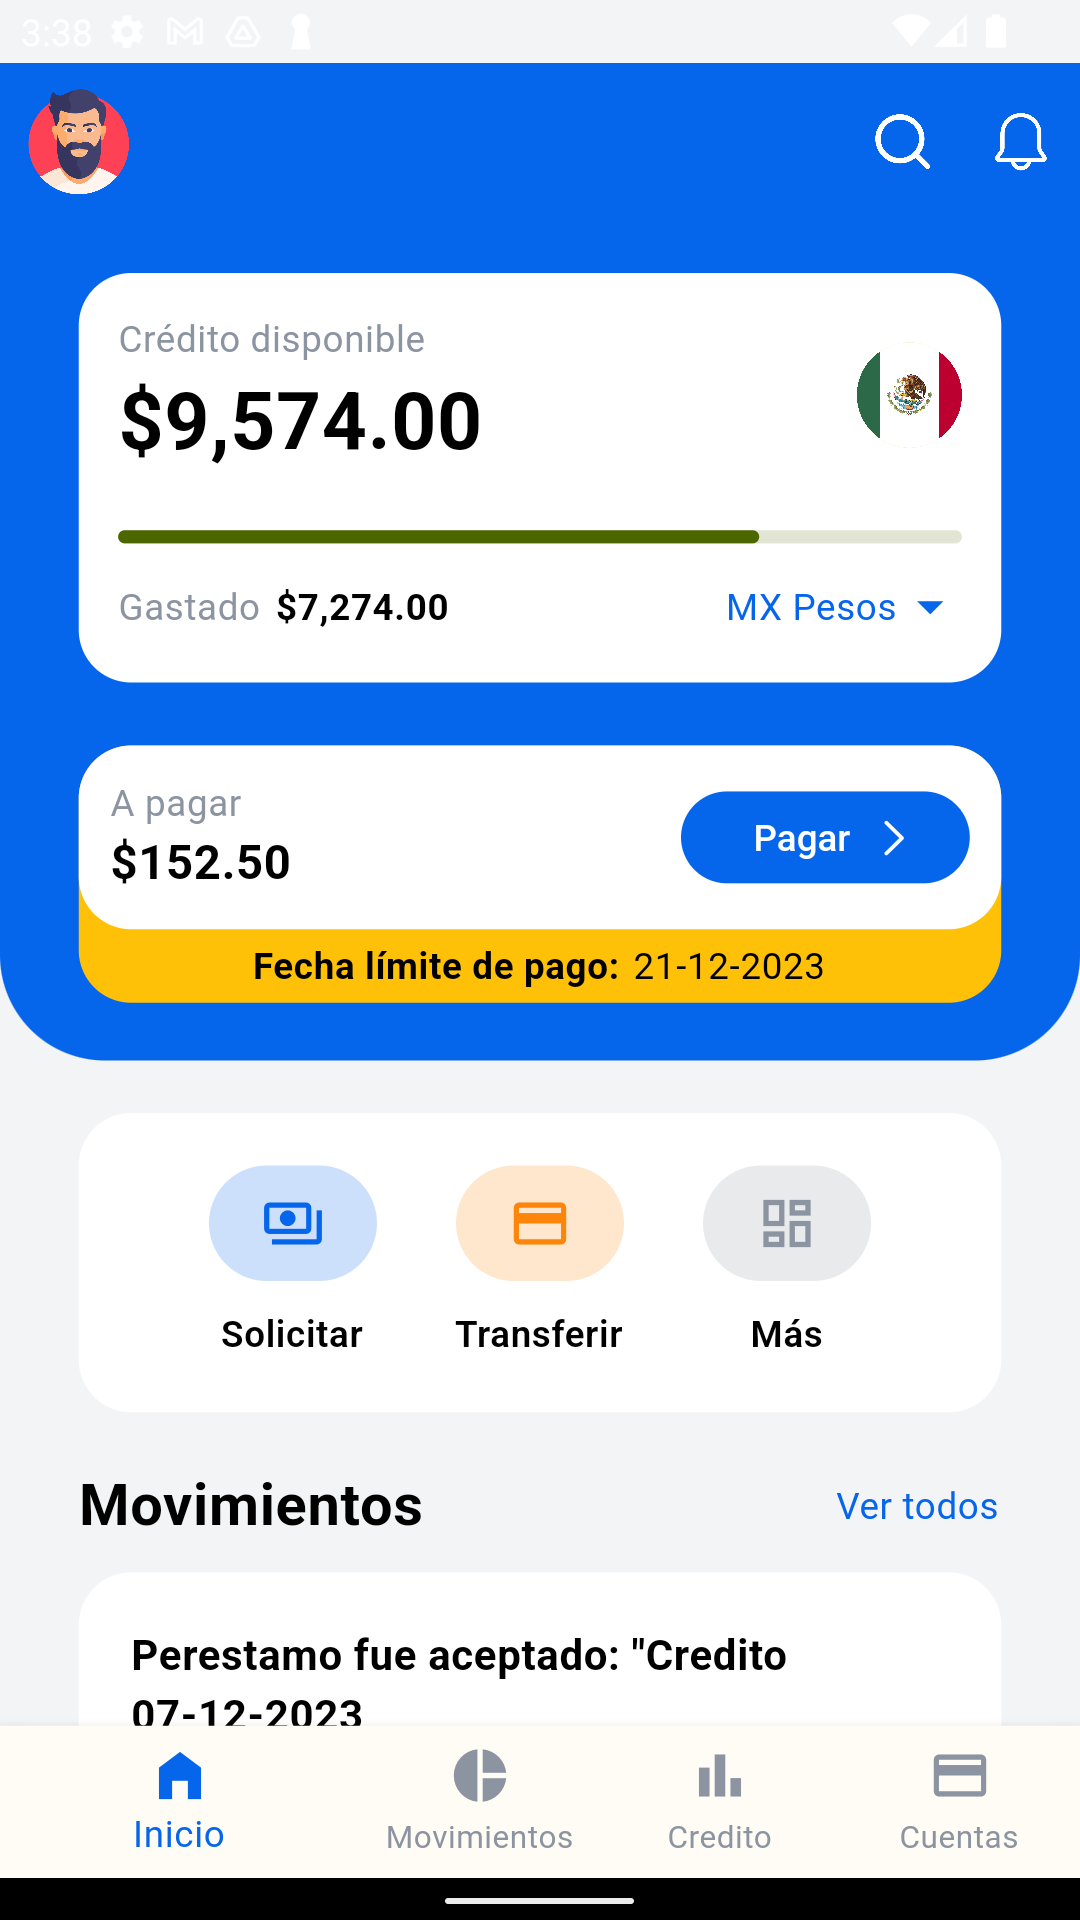 3:38
Crédito disponible
$9,574.00
Gastado $7,274.00
MX Pesos
A pagar
$152.50
Pagar
Fecha límite de pago: 21-12-2023
Solicitar
Transferir
Más
Movimientos
Ver todos
Perestamo fue aceptado: "Credito
07-12-2023
Inicio
Movimientos
Credito
Cuentas